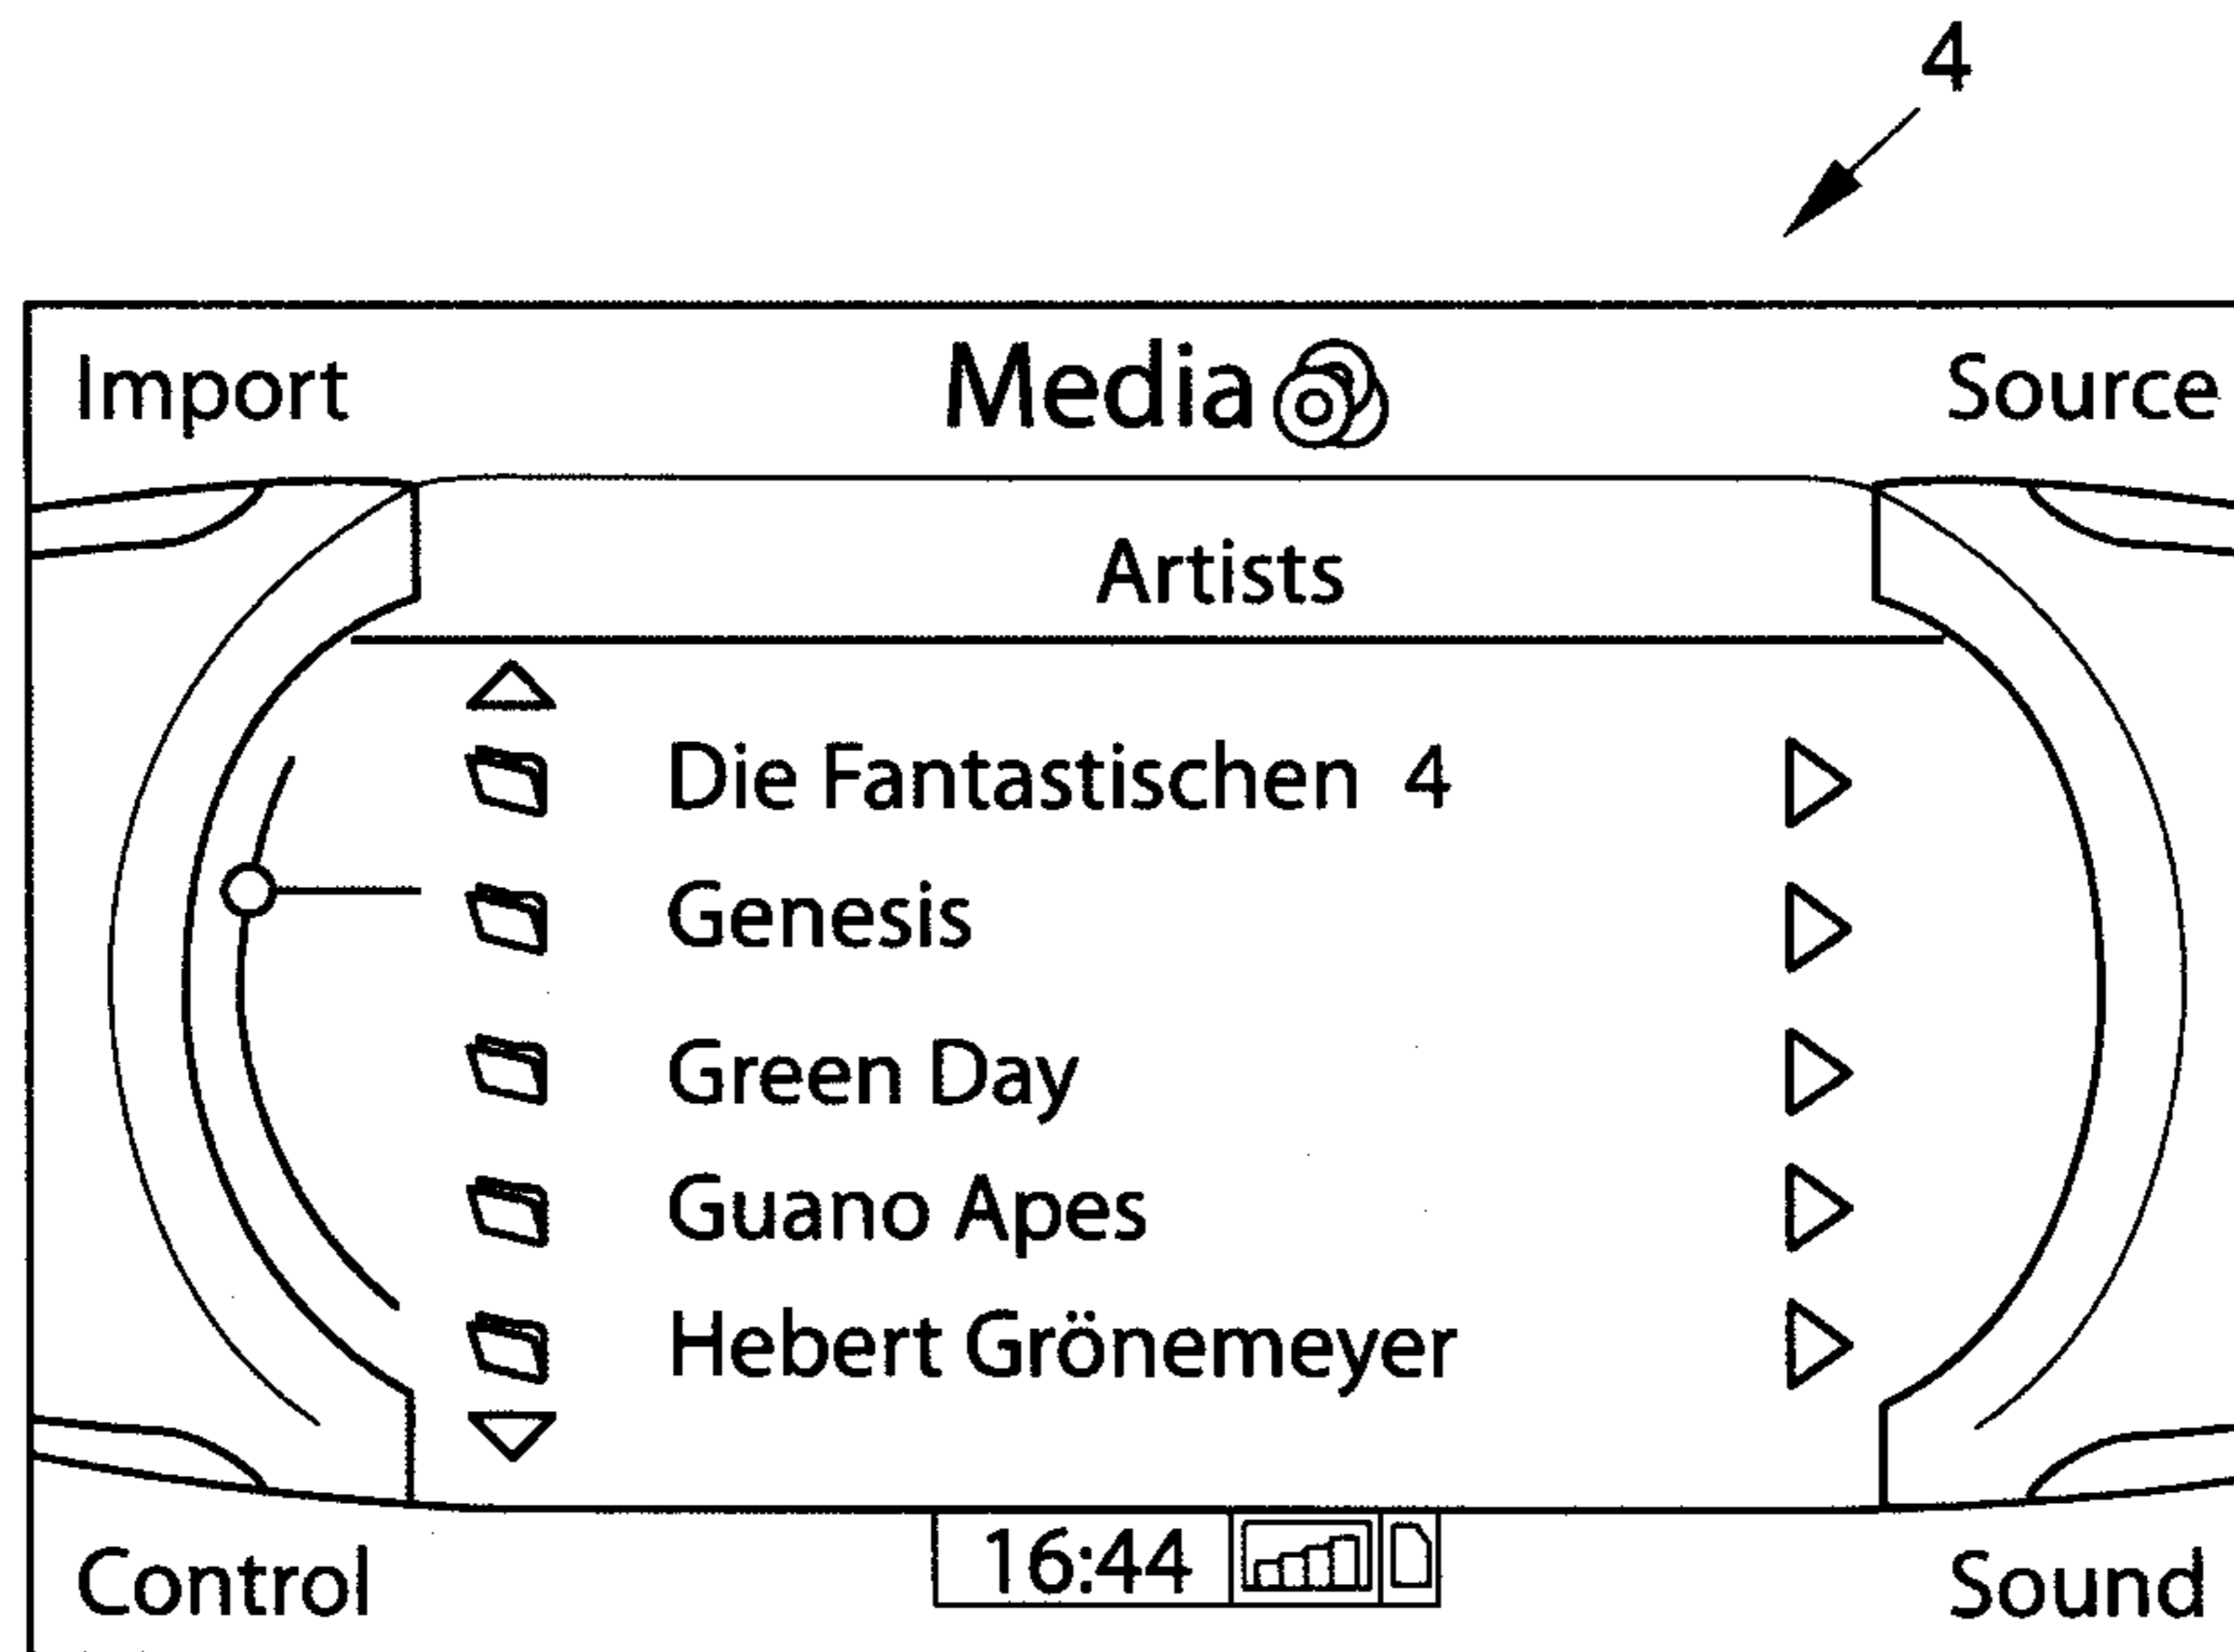 4
Import Media Source
Artists
Die Fantastischen 4
Genesis
Green Day
Guano Apes
Hebert Grönemeyer
16:44
Control Sound